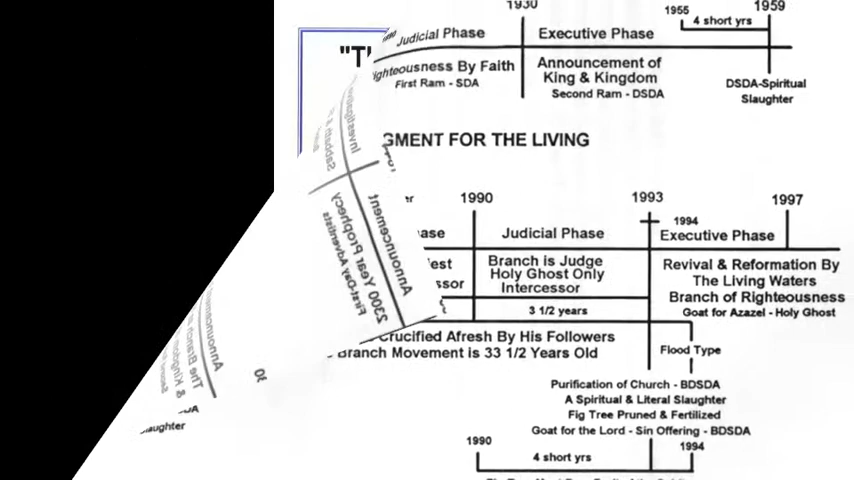 1930
1955
1959
4 short yrs
Judicial Phase
Executive Phase
"T
ighteousness By Faith
First Ram - SDA
Announcement of
King & Kingdom
Second Ram - DSDA
DSDA-Spiritual
Slaughter
GMENT FOR THE LIVING
1990
1993
1997
1994
ase
Judicial Phase
Executive Phase
Branch is Judge
Holy Ghost Only
Intercessor
Revival & Reformation By
The Living Waters
Branch of Righteousness
Goat for Azazel - Holy Ghost
3 1/2 years
Crucified Afresh By His Followers
Branch Movement is 33 1/2 Years Old
Flood Type
Purification of Church - BDSDA
A Spiritual & Literal Slaughter
Fig Tree Pruned & Fertilized
Goat for the Lord - Sin Offering - BDSDA
1990
1994
4 short yrs
Announcement
2300 Year Prophecy
First-Day Adventists
Announcement
The Branch
& Kingdom
laughter